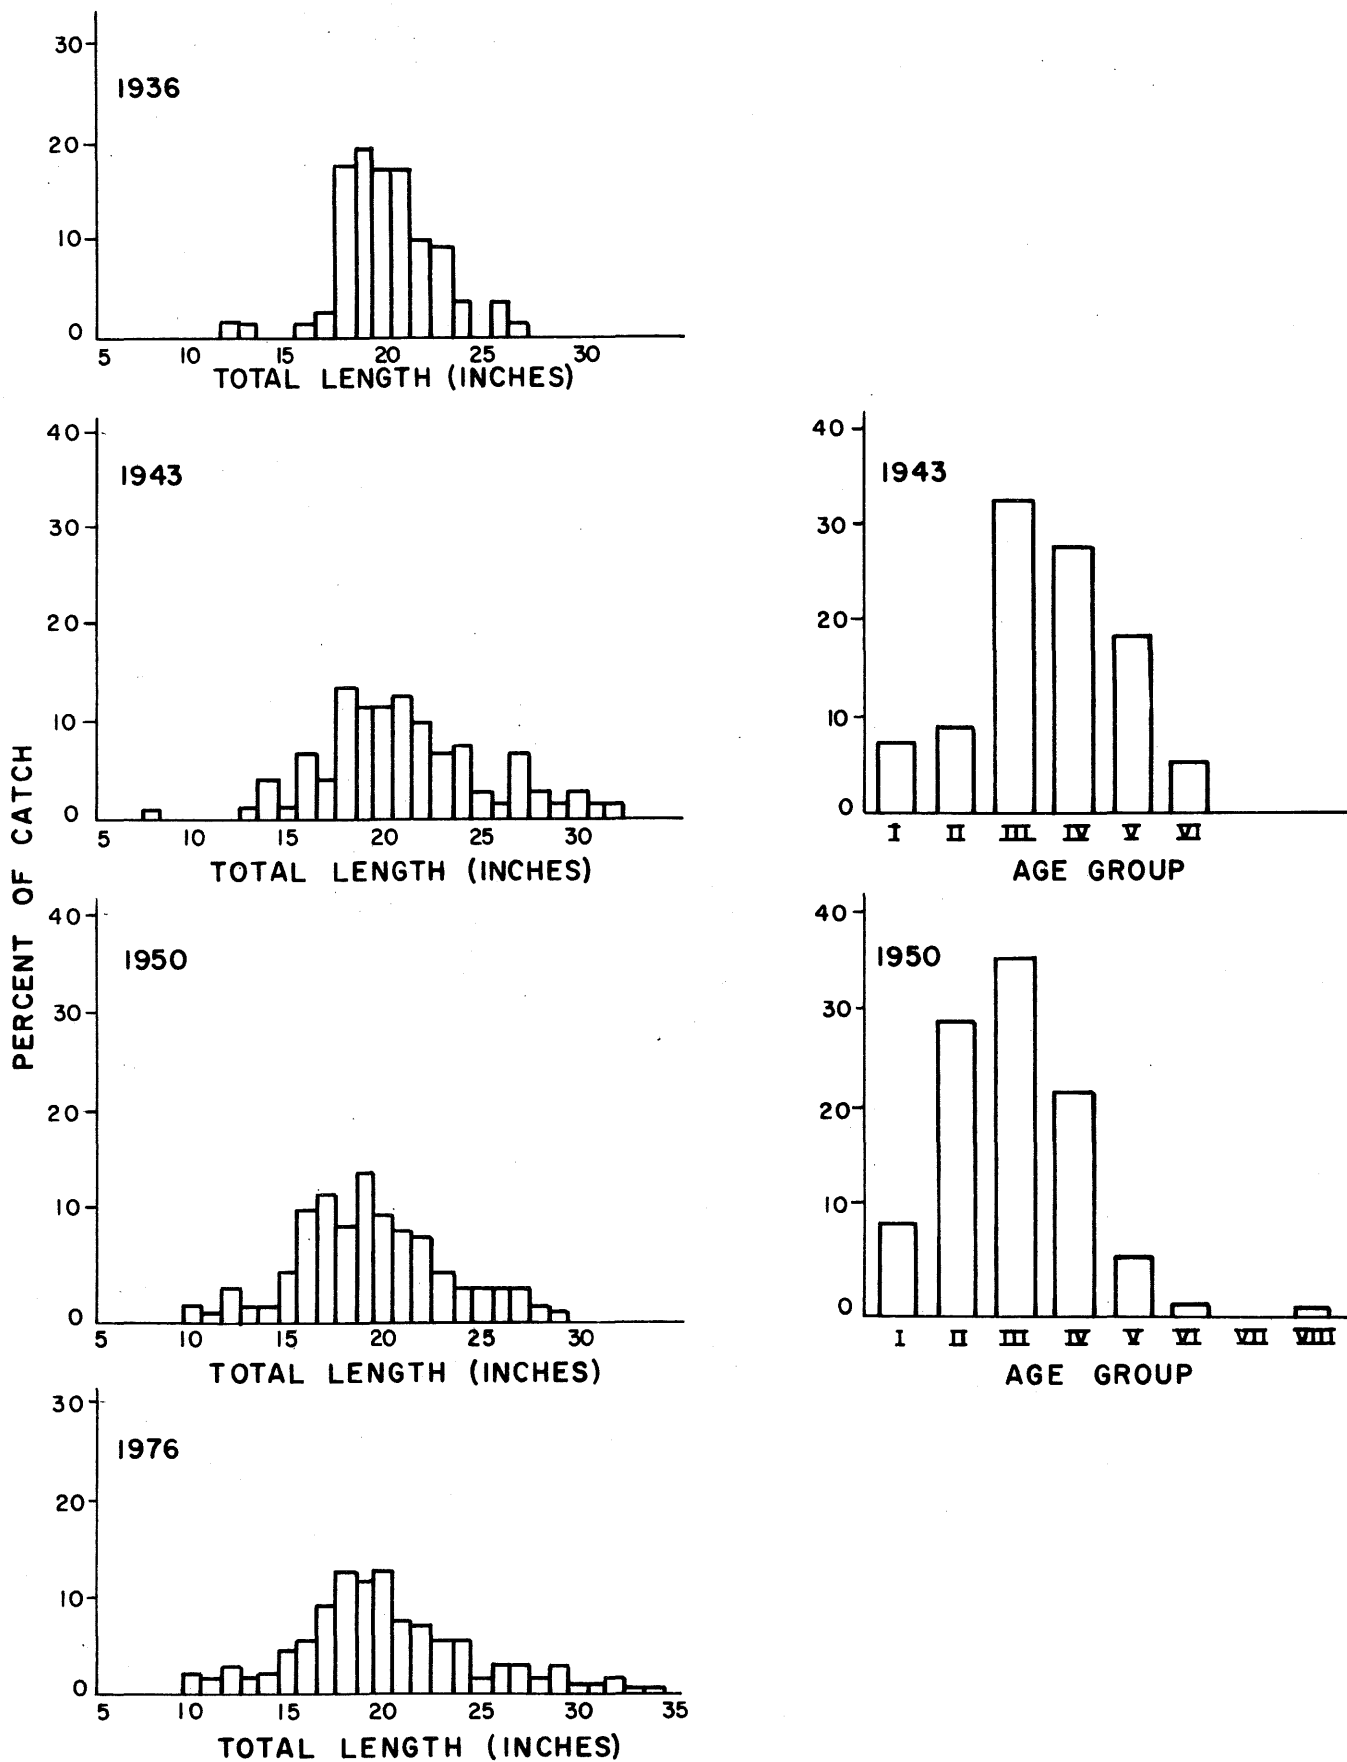 PERCENT OF CATCH
30
1936
20
10
0
5 10 15 20 25 30
TOTAL LENGTH (INCHES)
40
1943
30
20
10
0
5 10 15 20 25 30
TOTAL LENGTH (INCHES)
40
1943
30
20
10
0
I II III IV V VI
AGE GROUP
40
1950
30
20
10
0
5 10 15 20 25 30
TOTAL LENGTH (INCHES)
40
1950
30
20
10
0
I II III IV V VI VII VIII
AGE GROUP
30
1976
20
10
0
5 10 15 20 25 30 35
TOTAL LENGTH (INCHES)